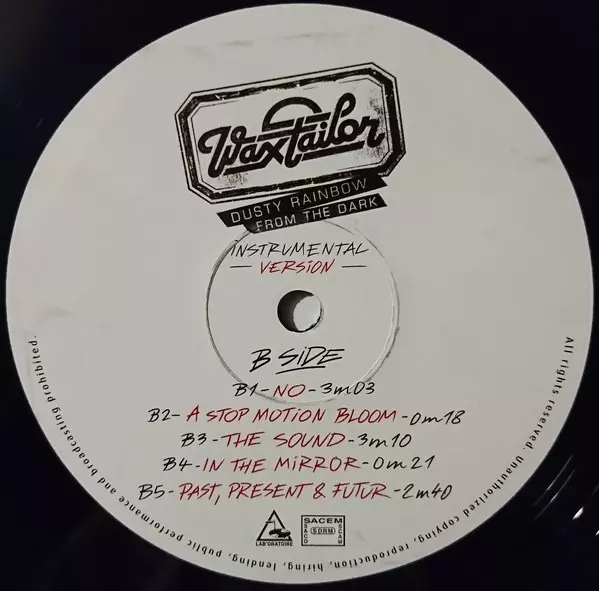 Wax Tailor
DUSTY RAINBOW
FROM THE DARK
INSTRUMENTAL
— VERSION —
B SIDE
B1- NO - 3m03
B2- A STOP MOTION BLOOM - 0m18
B3 - THE SOUND - 3m10
B4 - IN THE MIRROR - 0m21
B5 - PAST, PRESENT & FUTUR - 2m40
LAB'ORATOIRE
SACEM
SACD
SDRM
SCAM
All rights reserved. Unauthorized copying, reproduction, hiring, lending, public performance and broadcasting prohibited.